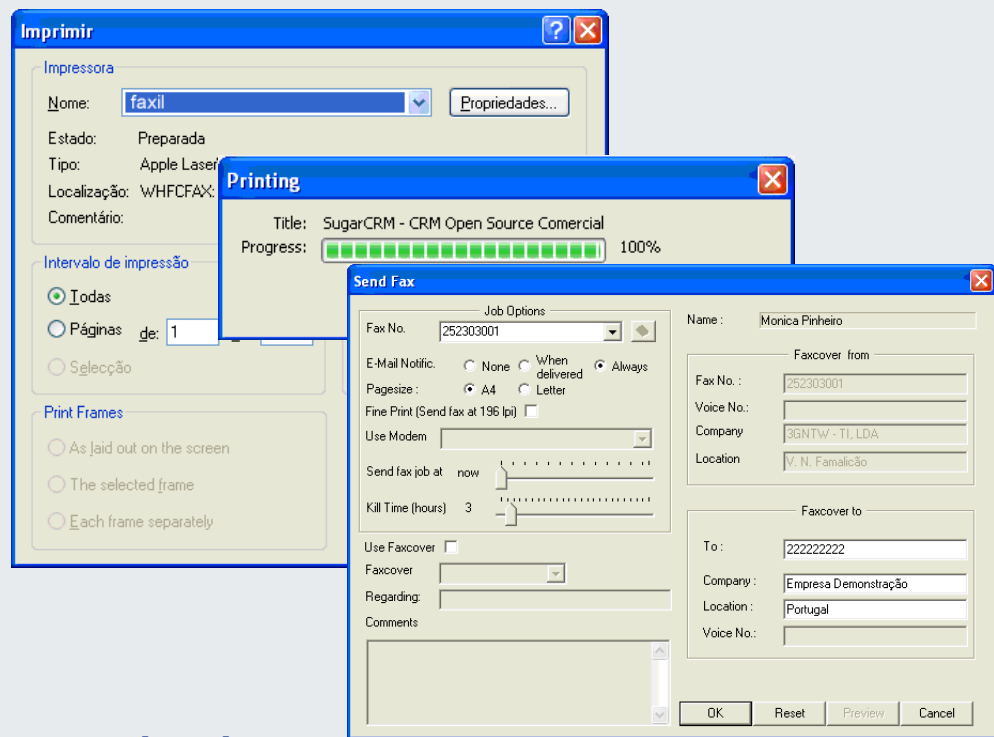 Imprimir
Impressora
Nome: faxil Propriedades...
Estado: Preparada
Tipo: Apple Laser
Localização: WHFCFAX:
Comentário:
Intervalo de impressão
Todas
Páginas de: 1
Selecção
Print Frames
As laid out on the screen
The selected frame
Each frame separately
Printing
Title: SugarCRM - CRM Open Source Comercial
Progress: 100%
Send Fax
Job Options
Fax No. 252303001
E-Mail Notific. None When delivered Always
Pagesize : A4 Letter
Fine Print (Send fax at 196 lpi)
Use Modem
Send fax job at now
Kill Time (hours) 3
Use Faxcover
Faxcover
Regarding:
Comments
Name : Monica Pinheiro
Faxcover from
Fax No. : 252303001
Voice No.:
Company 3GNTW - TI, LDA
Location V. N. Famalicão
Faxcover to
To : 222222222
Company : Empresa Demonstração
Location : Portugal
Voice No.:
OK Reset Preview Cancel